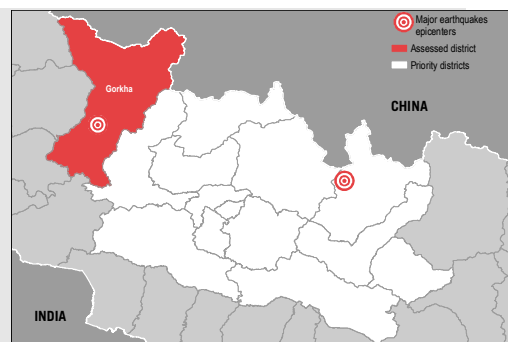 Major earthquakes
epicenters
Assessed district
Priority districts
Gorkha
CHINA
INDIA